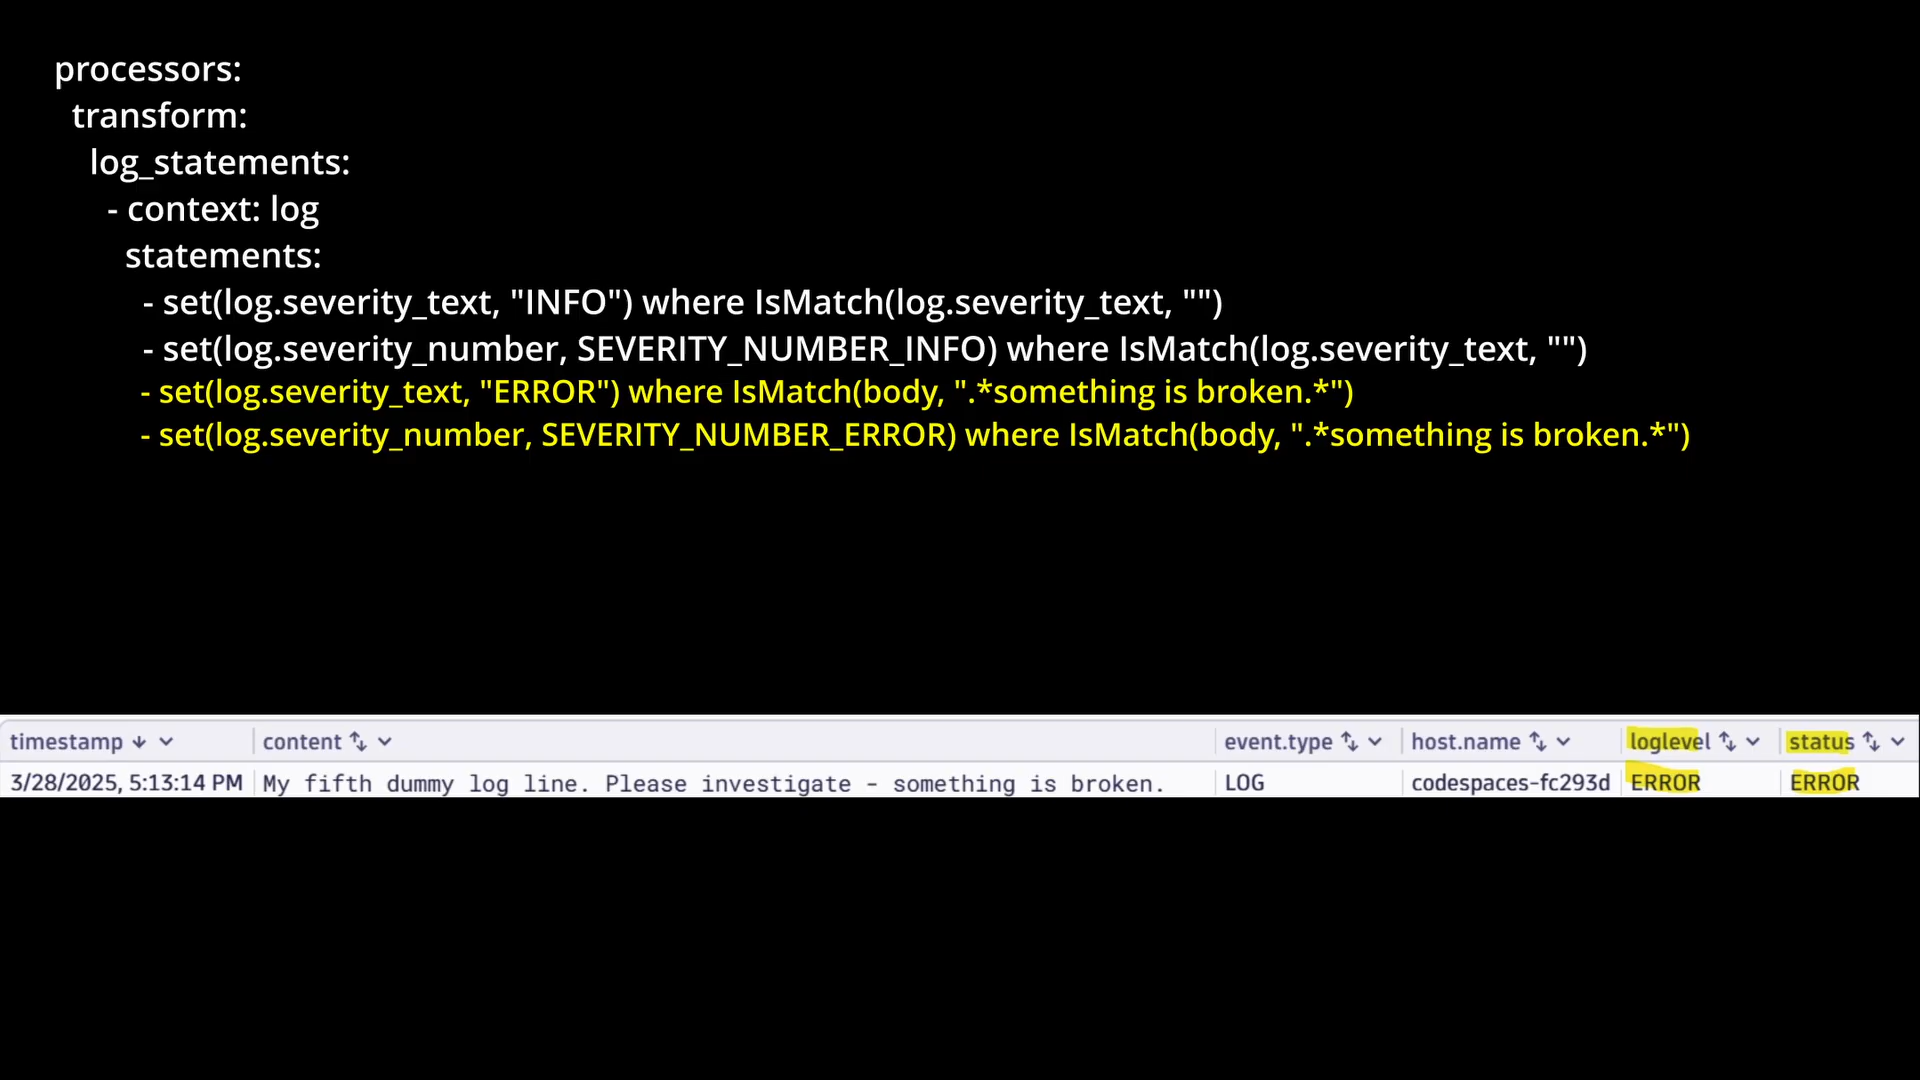 processors:
transform:
log_statements:
- context: log
statements:
- set(log.severity_text, "INFO") where IsMatch(log.severity_text, "")
- set(log.severity_number, SEVERITY_NUMBER_INFO) where IsMatch(log.severity_text, "")
- set(log.severity_text, "ERROR") where IsMatch(body, ".*something is broken.*")
- set(log.severity_number, SEVERITY_NUMBER_ERROR) where IsMatch(body, ".*something is broken.*")
timestamp content event.type host.name loglevel status
3/28/2025, 5:13:14 PM My fifth dummy log line. Please investigate - something is broken. LOG codespaces-fc293d ERROR ERROR